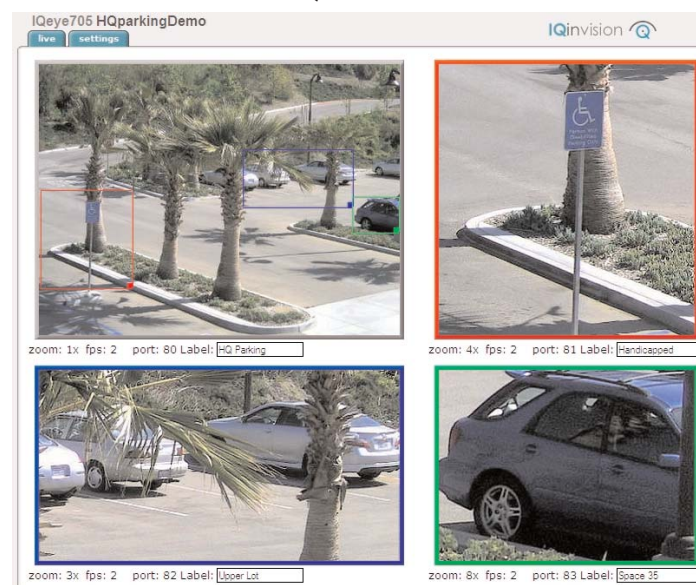 IQeye705 HQparkingDemo
IQinvision
live settings
zoom: 1x fps: 2 port: 80 Label: HQ Parking
zoom: 4x fps: 2 port: 81 Label: Handicapped
zoom: 3x fps: 2 port: 82 Label: Upper Lot
zoom: 8x fps: 2 port: 83 Label: Space 35